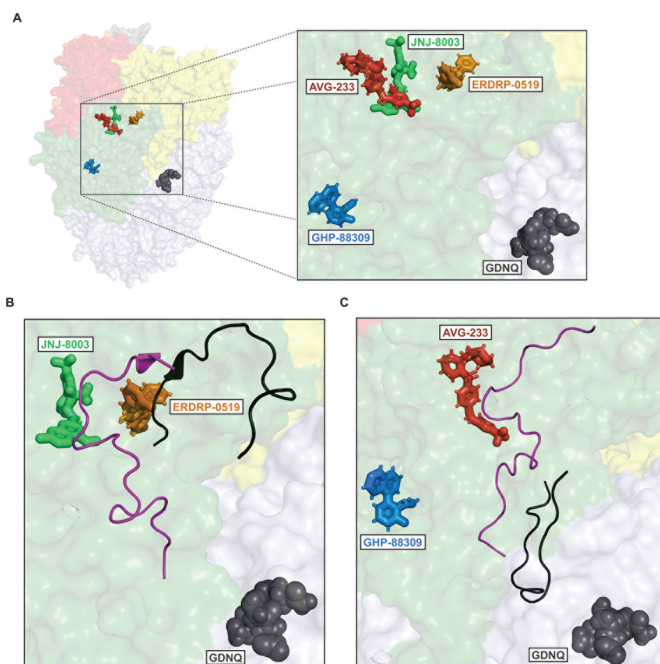 A
JNJ-8003
AVG-233
ERDRP-0519
GHP-88309
GDNQ
B
JNJ-8003
ERDRP-0519
GDNQ
C
AVG-233
GHP-88309
GDNQ